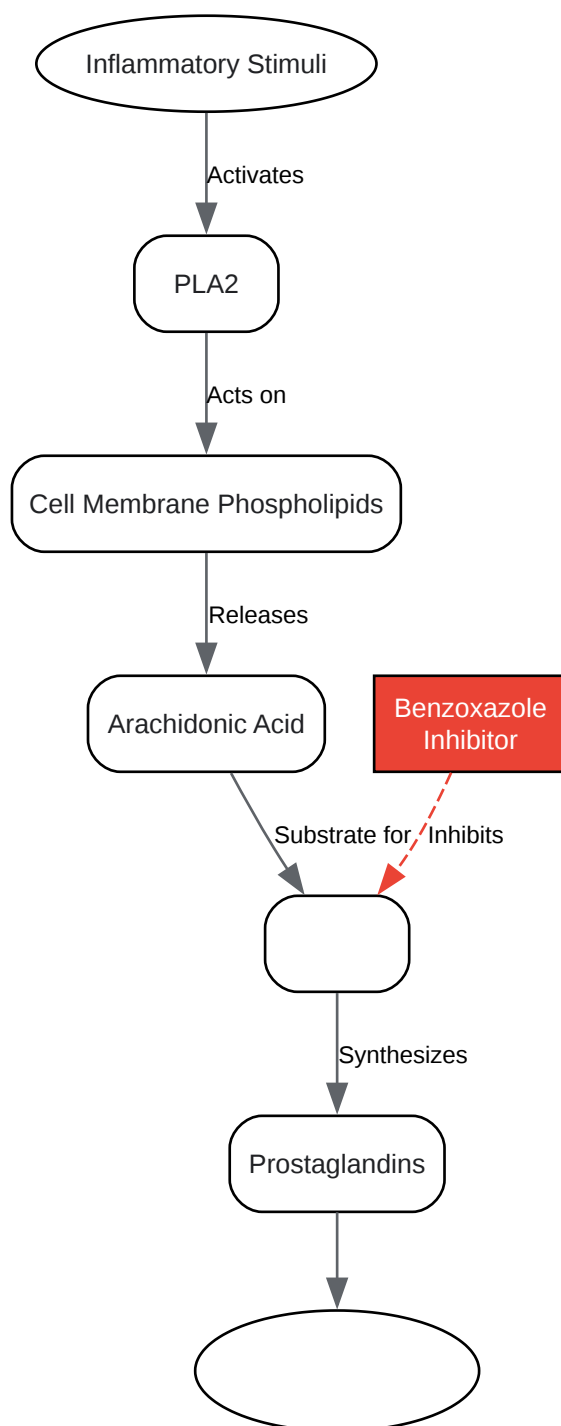 Inflammatory Stimuli
Activates
PLA2
Acts on
Cell Membrane Phospholipids
Releases
Arachidonic Acid
Benzoxazole
Inhibitor
Substrate for
Inhibits
Synthesizes
Prostaglandins